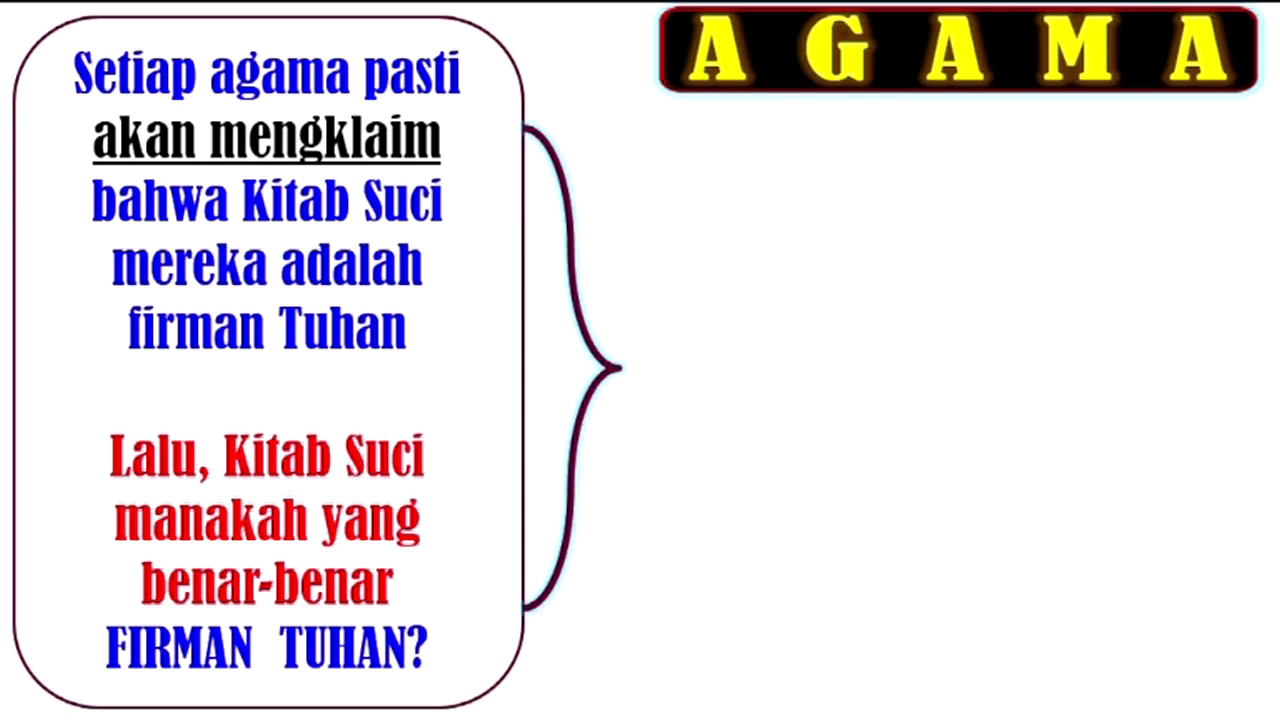 Setiap agama pasti
akan mengklaim
bahwa Kitab Suci
mereka adalah
firman Tuhan
Lalu, Kitab Suci
manakah yang
benar-benar
FIRMAN TUHAN?
A G A M A